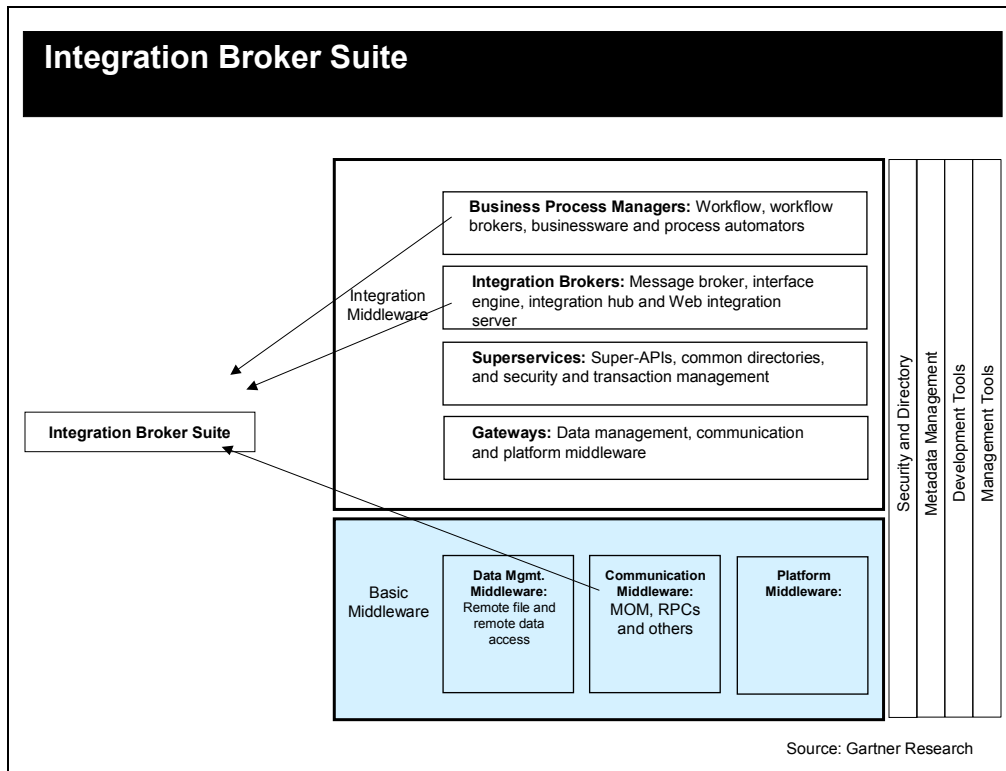 Integration Broker Suite
Business Process Managers: Workflow, workflow
brokers, businessware and process automators
Integration
Middleware
Integration Brokers: Message broker, interface
engine, integration hub and Web integration
server
Superservices: Super-APIs, common directories,
and security and transaction management
Gateways: Data management, communication
and platform middleware
Integration Broker Suite
Basic
Middleware
Data Mgmt.
Middleware:
Remote file and
remote data
access
Communication
Middleware:
MOM, RPCs
and others
Platform
Middleware:
Security and Directory
Metadata Management
Development Tools
Management Tools
Source: Gartner Research